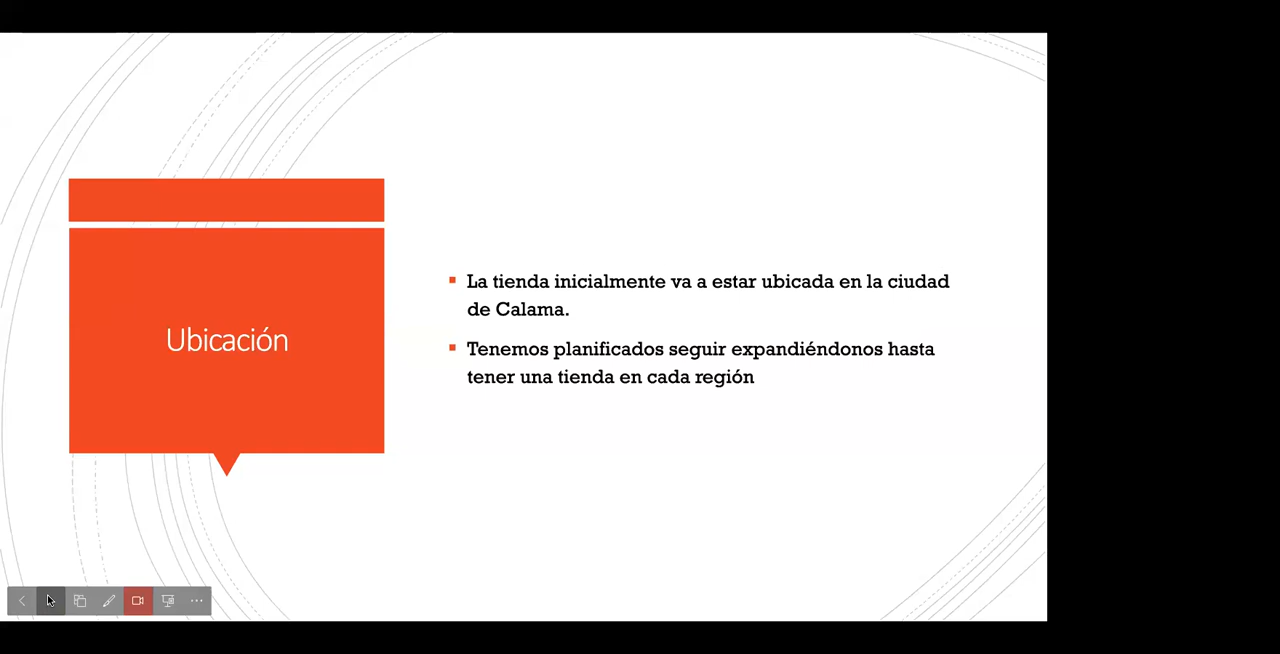 Ubicación
La tienda inicialmente va a estar ubicada en la ciudad
de Calama.
Tenemos planificados seguir expandiéndonos hasta
tener una tienda en cada región